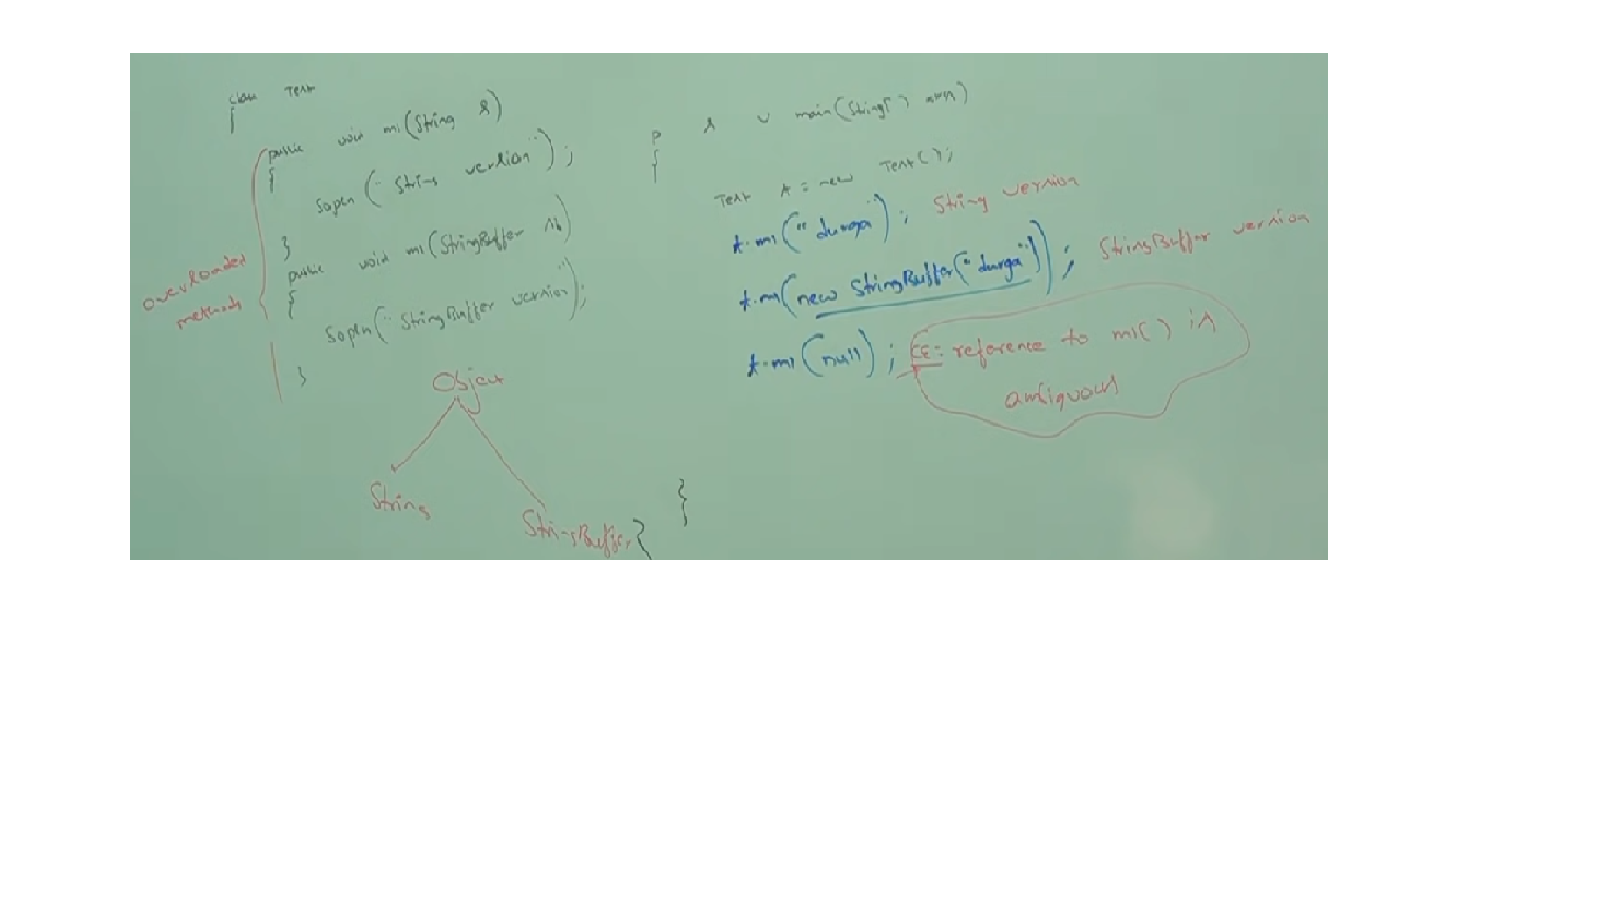 class Test
{
public void m1(String s)
{
sopln("String version");
}
public void m1(StringBuffer sb)
{
sopln("StringBuffer version");
}
overloaded
methods
Object
String
StringBuffer
}
p s v main(String[] args)
{
Test t = new Test();
t.m1("durga"); String version
t.m1(new StringBuffer("durga")); StringBuffer version
t.m1(null); CE: reference to m1() is
ambiguous
}